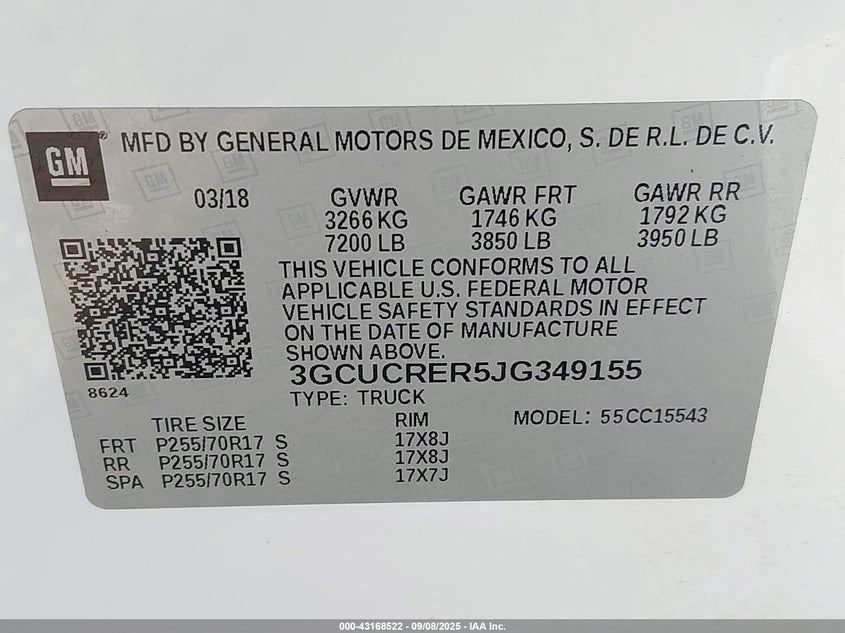 GM® MFD BY GENERAL MOTORS DE MEXICO, S. DE R.L. DE C.V.
03/18 GVWR GAWR FRT GAWR RR
3266 KG 1746 KG 1792 KG
7200 LB 3850 LB 3950 LB
THIS VEHICLE CONFORMS TO ALL
APPLICABLE U.S. FEDERAL MOTOR
VEHICLE SAFETY STANDARDS IN EFFECT
ON THE DATE OF MANUFACTURE
SHOWN ABOVE.
8624
3GCUCRER5JG349155
TYPE: TRUCK
TIRE SIZE RIM MODEL: 55CC15543
FRT P255/70R17 S 17X8J
RR P255/70R17 S 17X8J
SPA P255/70R17 S 17X7J
000-43168522 - 09/08/2025 - IAA Inc.